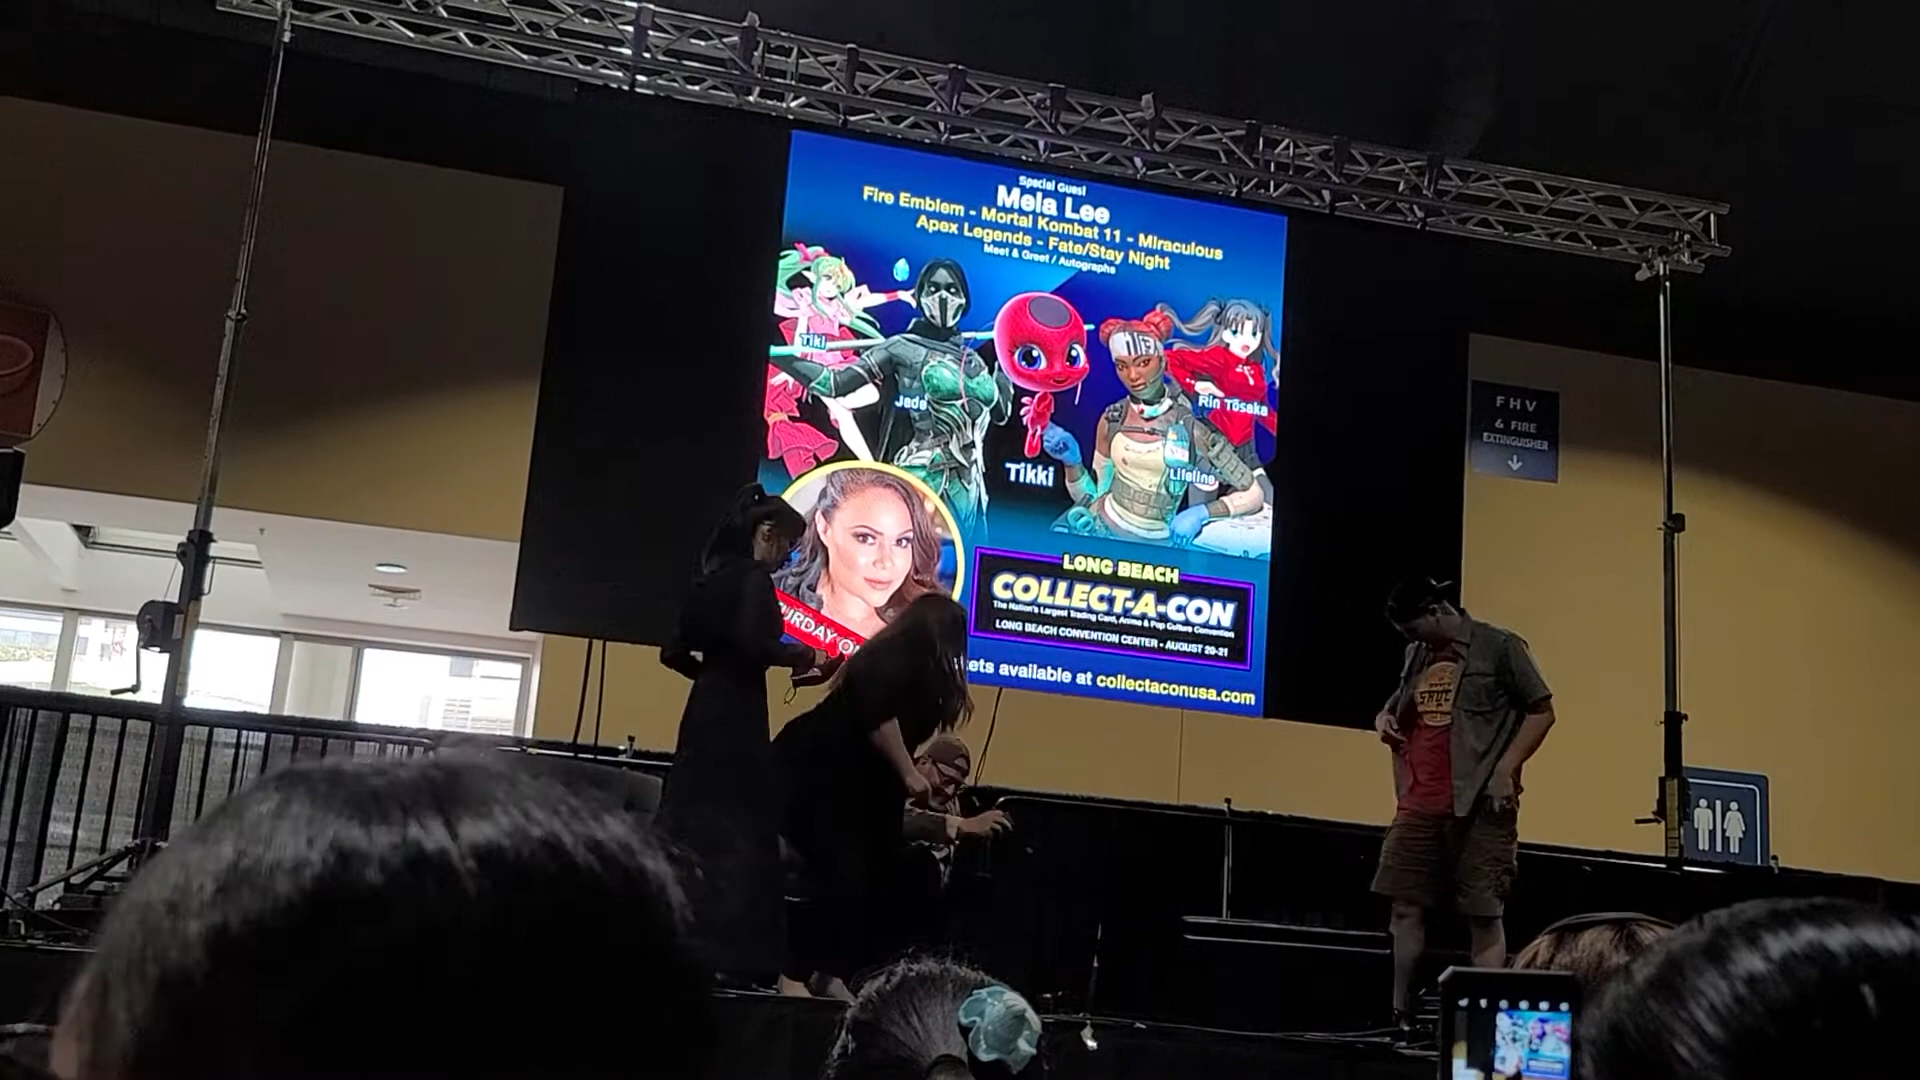 Special Guest
Mela Lee
Fire Emblem - Mortal Kombat 11 - Miraculous
Apex Legends - Fate/Stay Night
Meet & Greet / Autographs
Tiki
Jade
Tikki
Lifeline
Rin Tosaka
LONG BEACH
COLLECT-A-CON
The Nation's Largest Trading Card, Anime & Pop Culture Convention
LONG BEACH CONVENTION CENTER - AUGUST 20-21
ets available at collectaconusa.com
URDAY
FHV
& FIRE
EXTINGUISHER